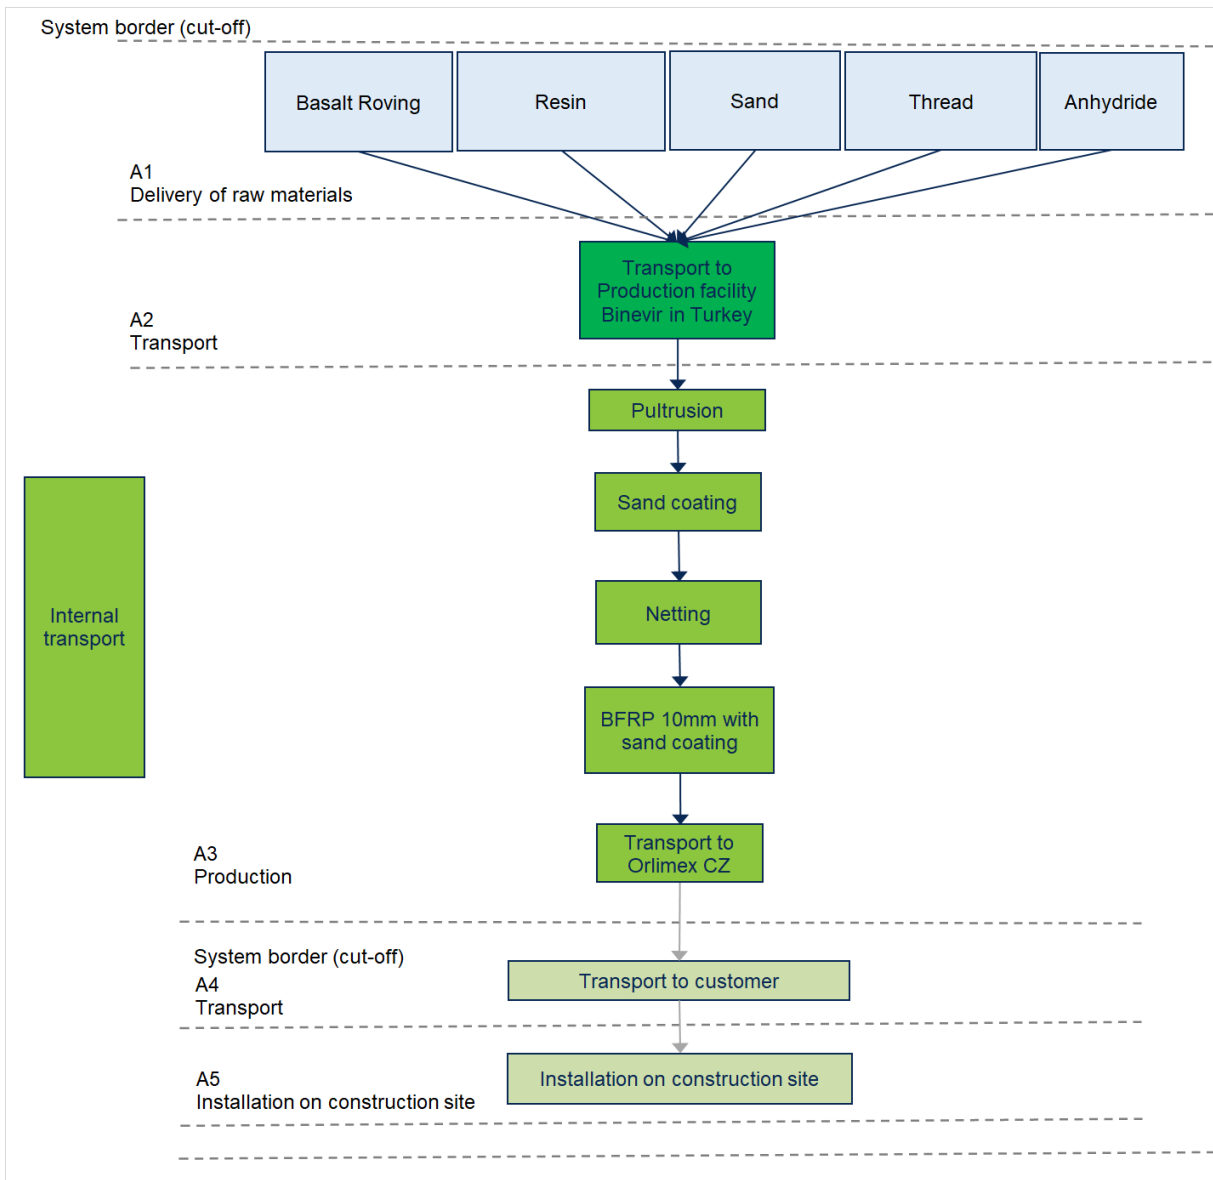 System border (cut-off)
Basalt Roving
Resin
Sand
Thread
Anhydride
A1
Delivery of raw materials
Transport to
Production facility
Binevir in Turkey
A2
Transport
Pultrusion
Sand coating
Internal
transport
Netting
BFRP 10mm with
sand coating
Transport to
Orlimex CZ
A3
Production
System border (cut-off)
A4
Transport
Transport to customer
A5
Installation on construction site
Installation on construction site